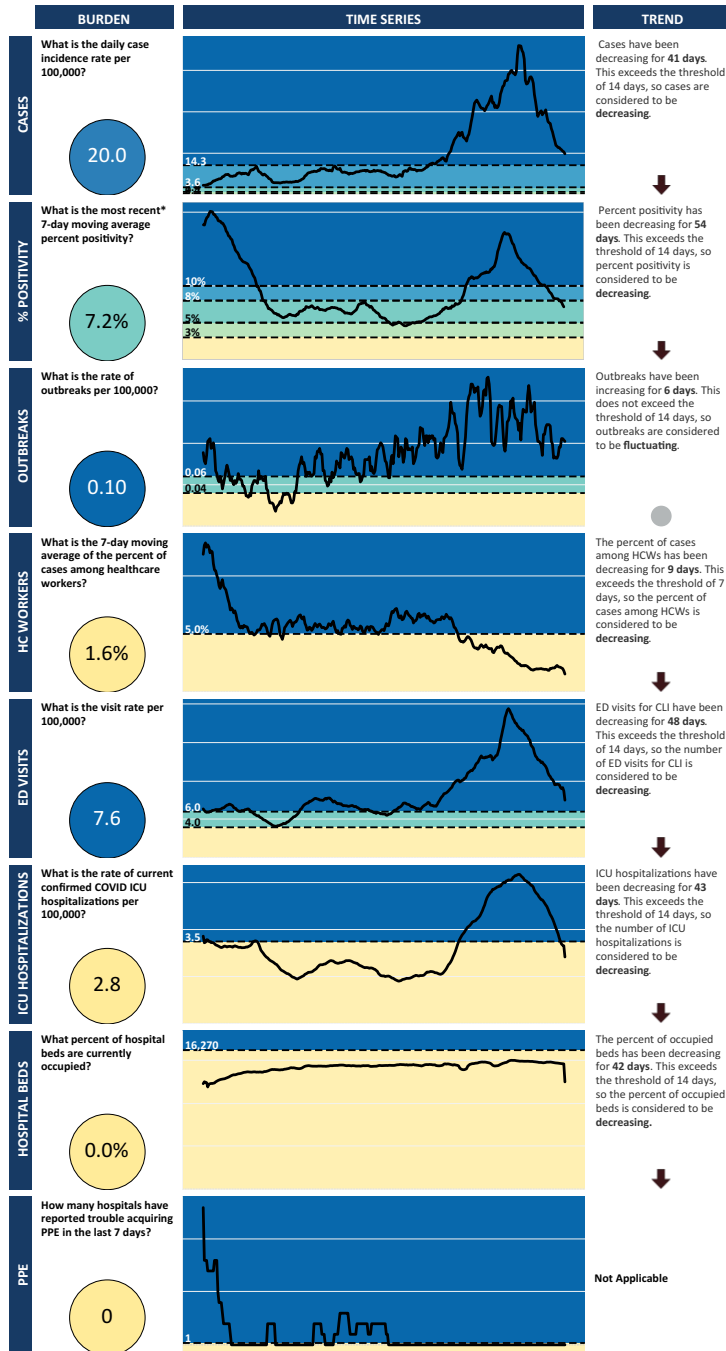 BURDEN
TIME SERIES
TREND
CASES
What is the daily case
incidence rate per
100,000?
20.0
14.3
3.6
Cases have been
decreasing for 41 days.
This exceeds the threshold
of 14 days, so cases are
considered to be
decreasing.
% POSITIVITY
What is the most recent*
7-day moving average
percent positivity?
7.2%
10%
8%
5%
3%
Percent positivity has
been decreasing for 54
days. This exceeds the
threshold of 14 days, so
percent positivity is
considered to be
decreasing.
OUTBREAKS
What is the rate of
outbreaks per 100,000?
0.10
0.06
0.04
Outbreaks have been
increasing for 6 days. This
does not exceed the
threshold of 14 days, so
outbreaks are considered
to be fluctuating.
HC WORKERS
What is the 7-day moving
average of the percent of
cases among healthcare
workers?
1.6%
5.0%
The percent of cases
among HCWs has been
decreasing for 9 days. This
exceeds the threshold of 7
days, so the percent of
cases among HCWs is
considered to be
decreasing.
ED VISITS
What is the visit rate per
100,000?
7.6
6.0
4.0
ED visits for CLI have been
decreasing for 48 days.
This exceeds the threshold
of 14 days, so the number
of ED visits for CLI is
considered to be
decreasing.
ICU HOSPITALIZATIONS
What is the rate of current
confirmed COVID ICU
hospitalizations per
100,000?
2.8
3.5
ICU hospitalizations have
been decreasing for 43
days. This exceeds the
threshold of 14 days, so
the number of ICU
hospitalizations is
considered to be
decreasing.
HOSPITAL BEDS
What percent of hospital
beds are currently
occupied?
0.0%
16,270
The percent of occupied
beds has been decreasing
for 42 days. This exceeds
the threshold of 14 days,
so the percent of occupied
beds is considered to be
decreasing.
PPE
How many hospitals have
reported trouble acquiring
PPE in the last 7 days?
0
1
Not Applicable